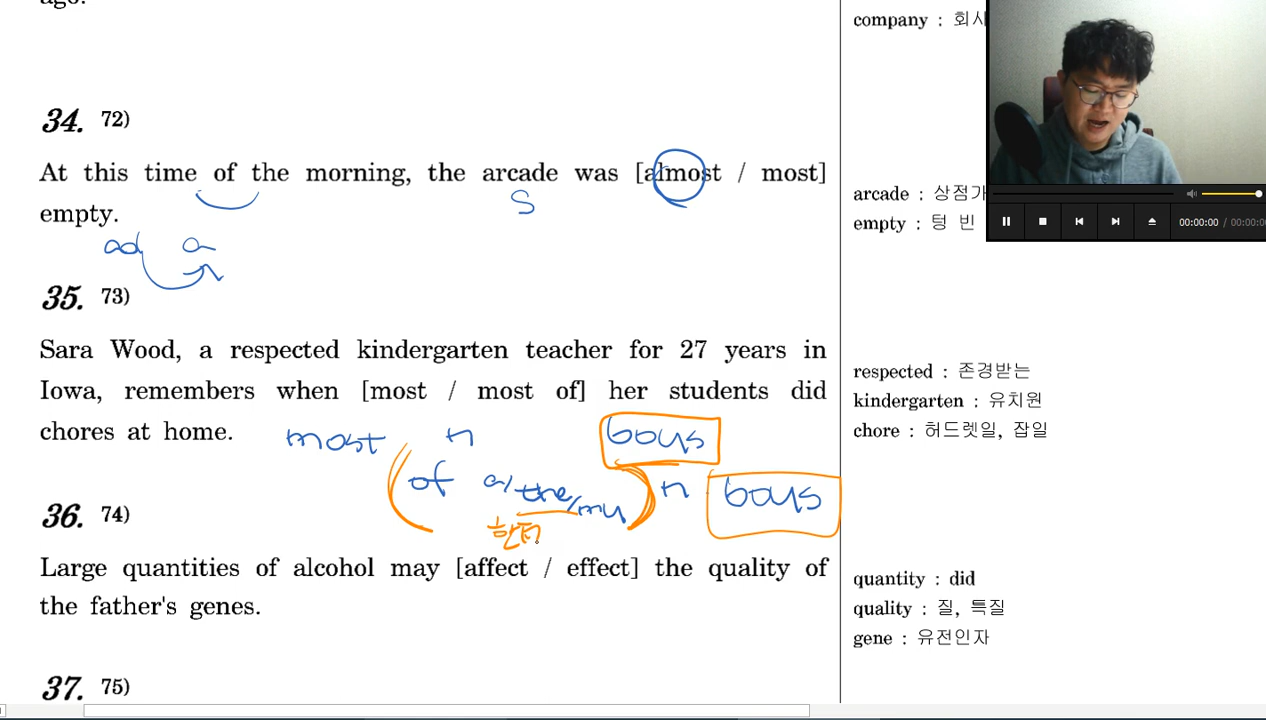 ago.
company : 회사
34. 72)
At this time of the morning, the arcade was [almost / most]
empty.
S
ad a
arcade : 상점가
empty : 텅 빈
00:00:00 / 00:00:0
35. 73)
Sara Wood, a respected kindergarten teacher for 27 years in
Iowa, remembers when [most / most of] her students did
chores at home.
respected : 존경받는
kindergarten : 유치원
chore : 허드렛일, 잡일
most n boys
of a/the/my n boys
한정
36. 74)
Large quantities of alcohol may [affect / effect] the quality of
the father's genes.
quantity : did
quality : 질, 특질
gene : 유전인자
37. 75)